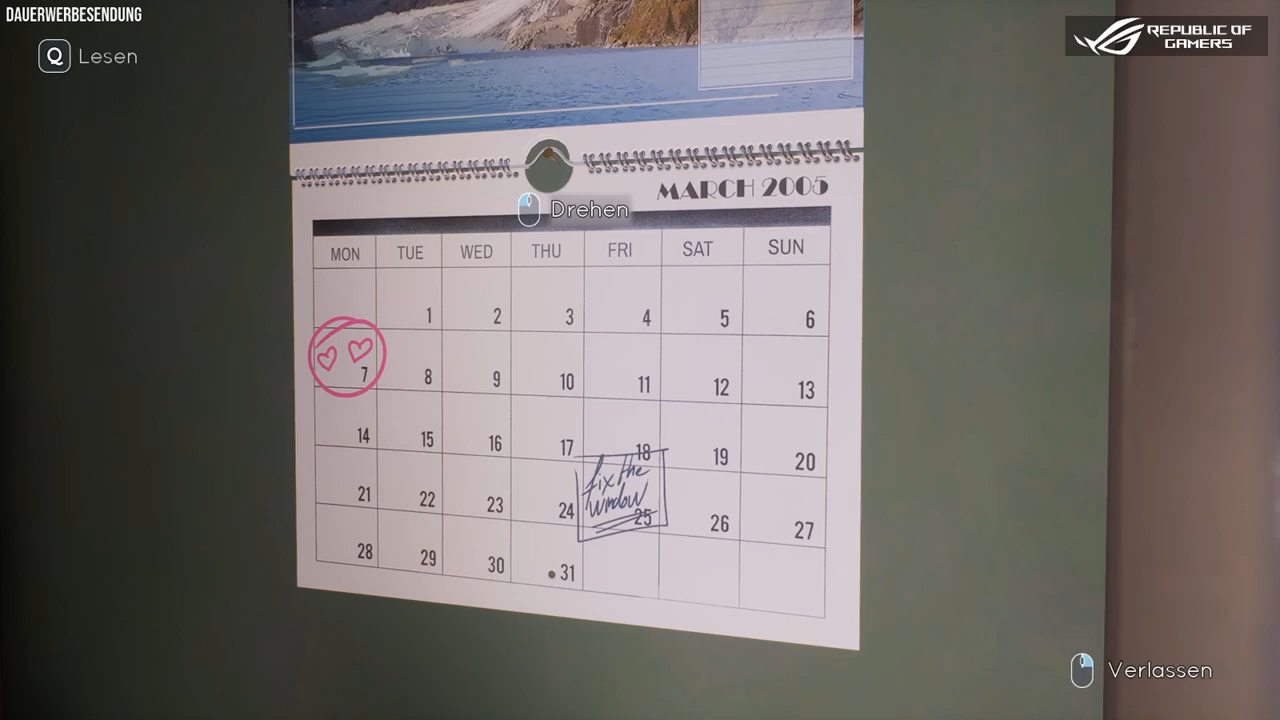 DAUERWERBESENDUNG
REPUBLIC OF
GAMERS
Q Lesen
MARCH 2005
Drehen
MON TUE WED THU FRI SAT SUN
1 2 3 4 5 6
7 8 9 10 11 12 13
14 15 16 17 18 19 20
21 22 23 24 25 26 27
fix the
window
28 29 30 31
Verlassen